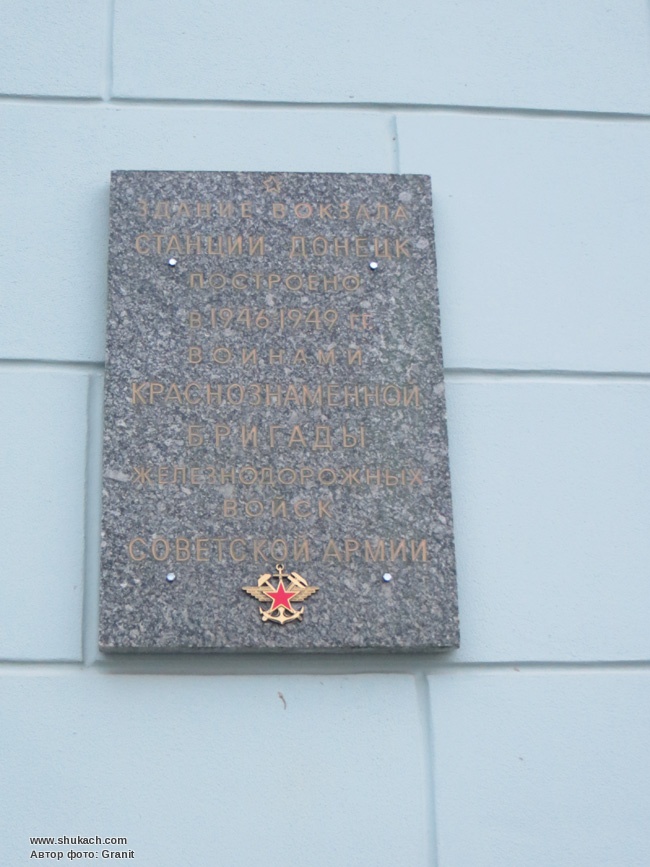 ЗДАНИЕ ВОКЗАЛА
СТАНЦИИ ДОНЕЦК
ПОСТРОЕНО
в 1946-1949 гг.
ВОИНАМИ
КРАСНОЗНАМЕННОЙ
БРИГАДЫ
ЖЕЛЕЗНОДОРОЖНЫХ
ВОЙСК
СОВЕТСКОЙ АРМИИ
www.shukach.com
Автор фото: Granit